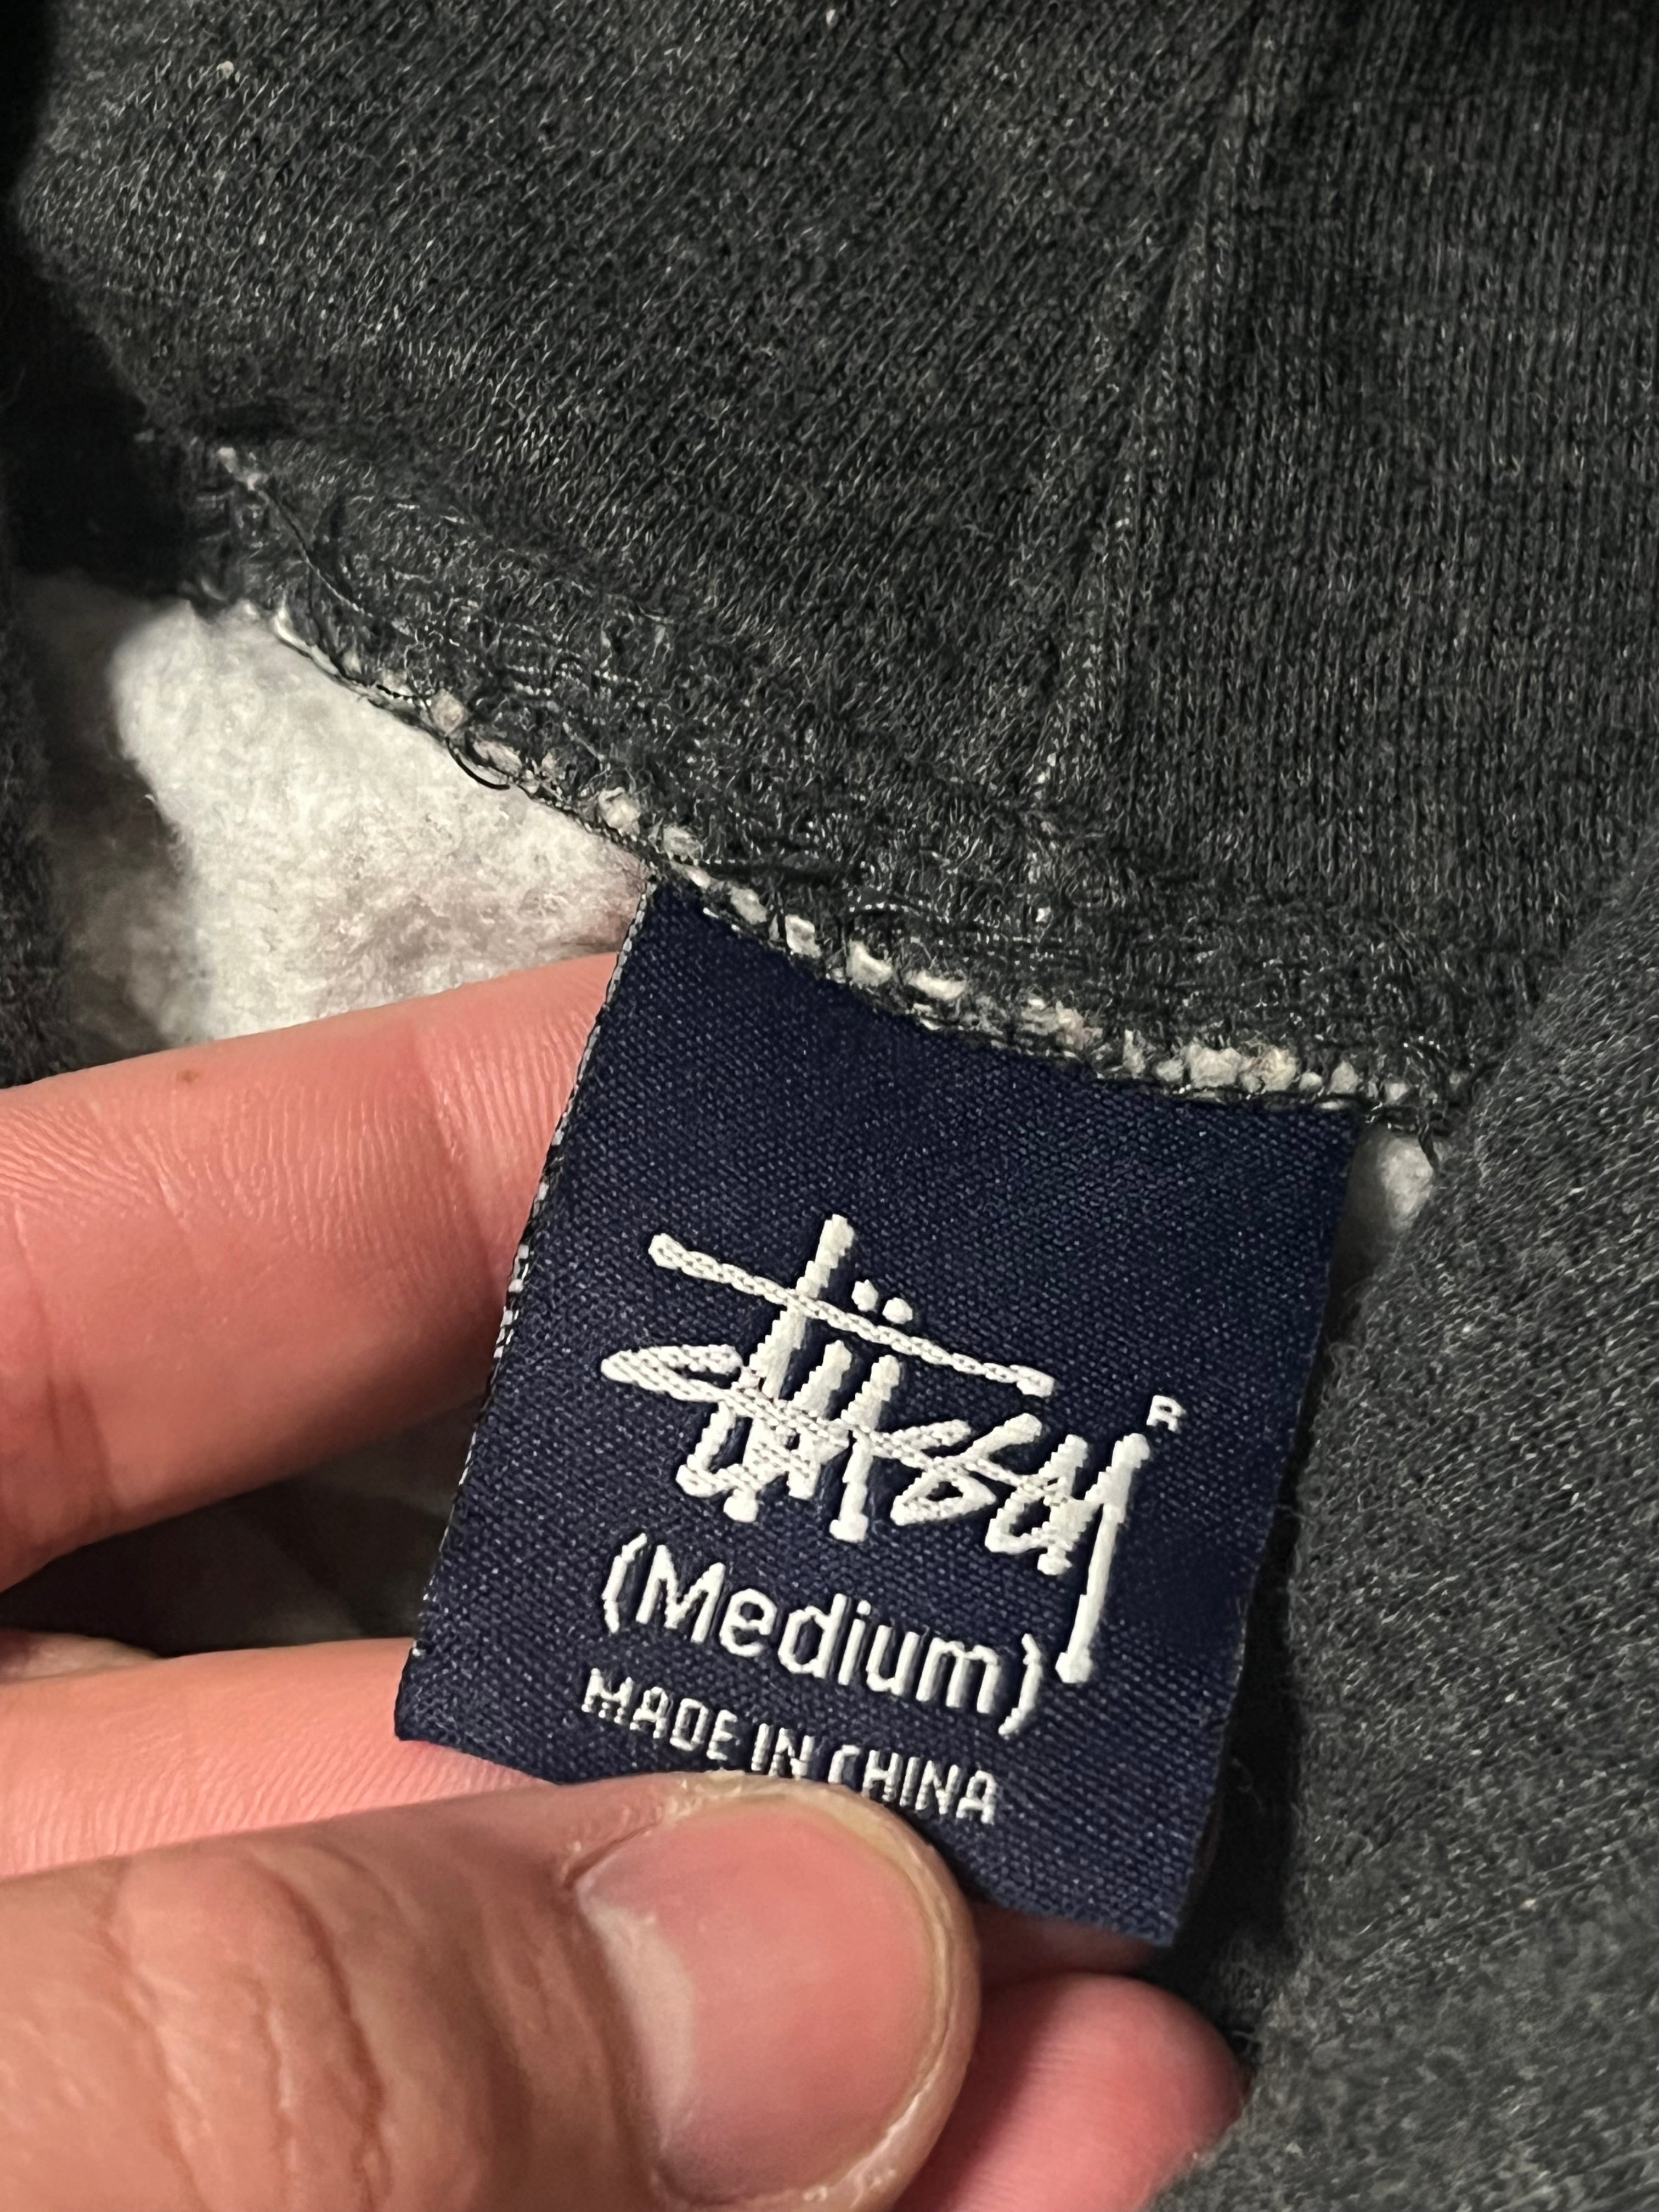 Stüssy
R
(Medium)
MADE IN CHINA